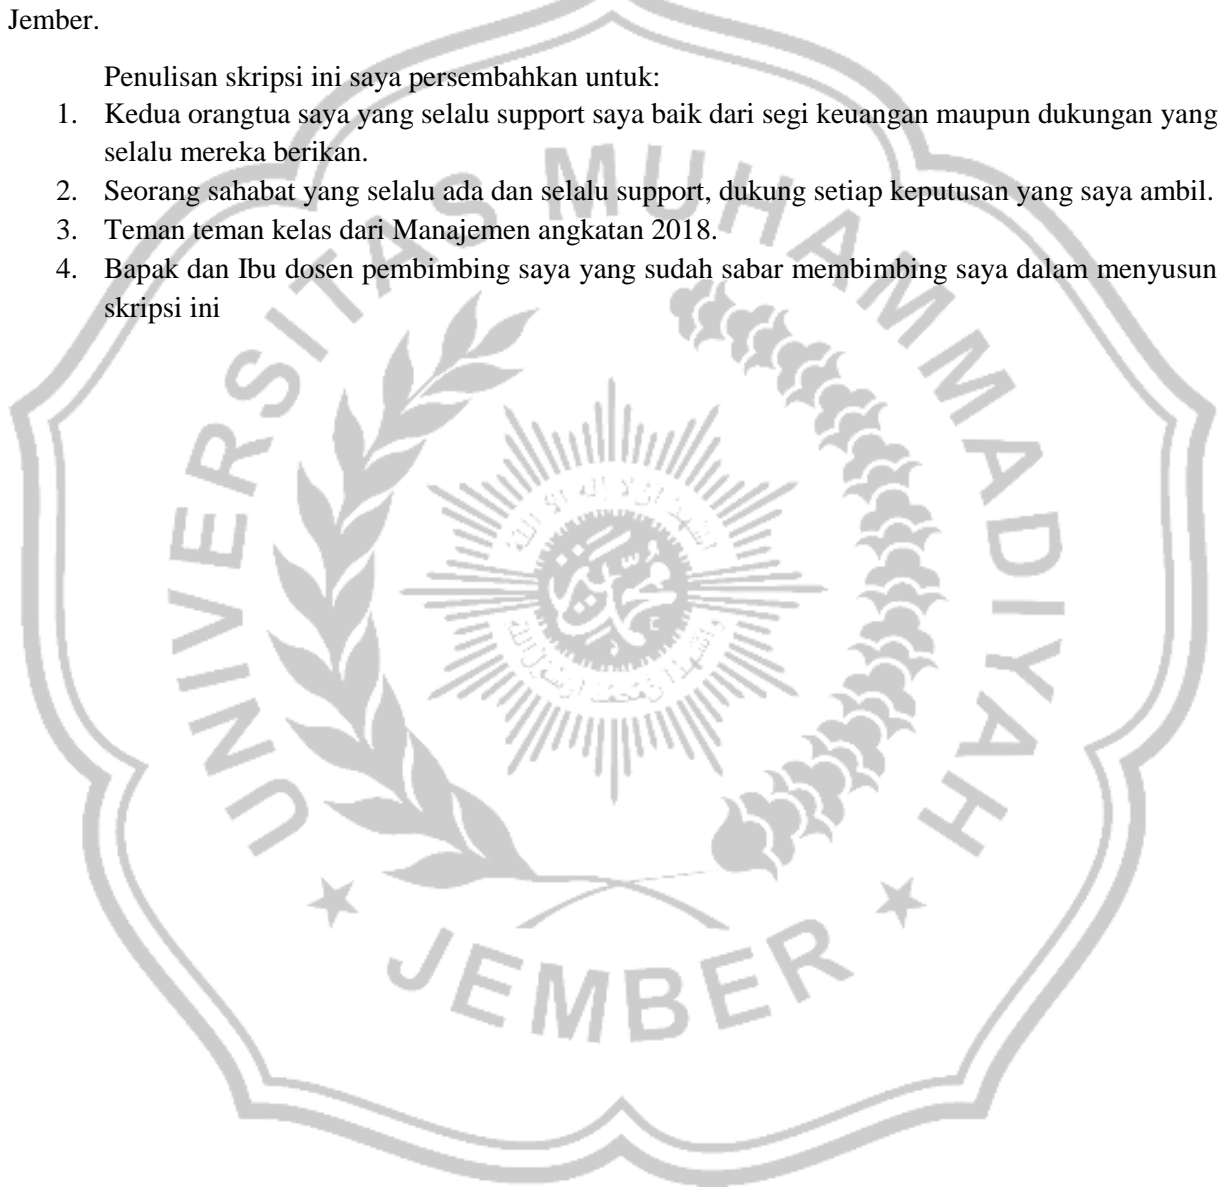 Jember.
Penulisan skripsi ini saya persembahkan untuk:
1. Kedua orangtua saya yang selalu support saya baik dari segi keuangan maupun dukungan yang
selalu mereka berikan.
2. Seorang sahabat yang selalu ada dan selalu support, dukung setiap keputusan yang saya ambil.
3. Teman teman kelas dari Manajemen angkatan 2018.
4. Bapak dan Ibu dosen pembimbing saya yang sudah sabar membimbing saya dalam menyusun
skripsi ini
UNIVERSITAS MUHAMMADIYAH
JEMBER